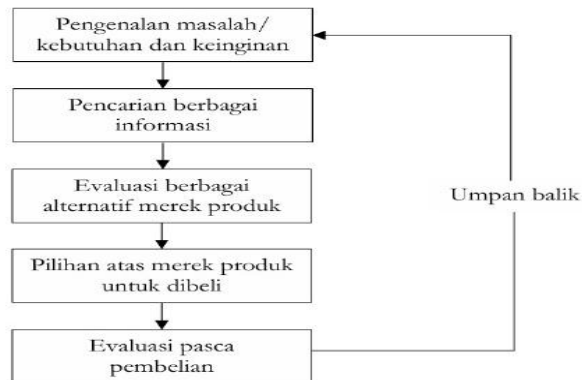 Pengenalan masalah/
kebutuhan dan keinginan
Pencarian berbagai
informasi
Evaluasi berbagai
alternatif merek produk
Umpan balik
Pilihan atas merek produk
untuk dibeli
Evaluasi pasca
pembelian